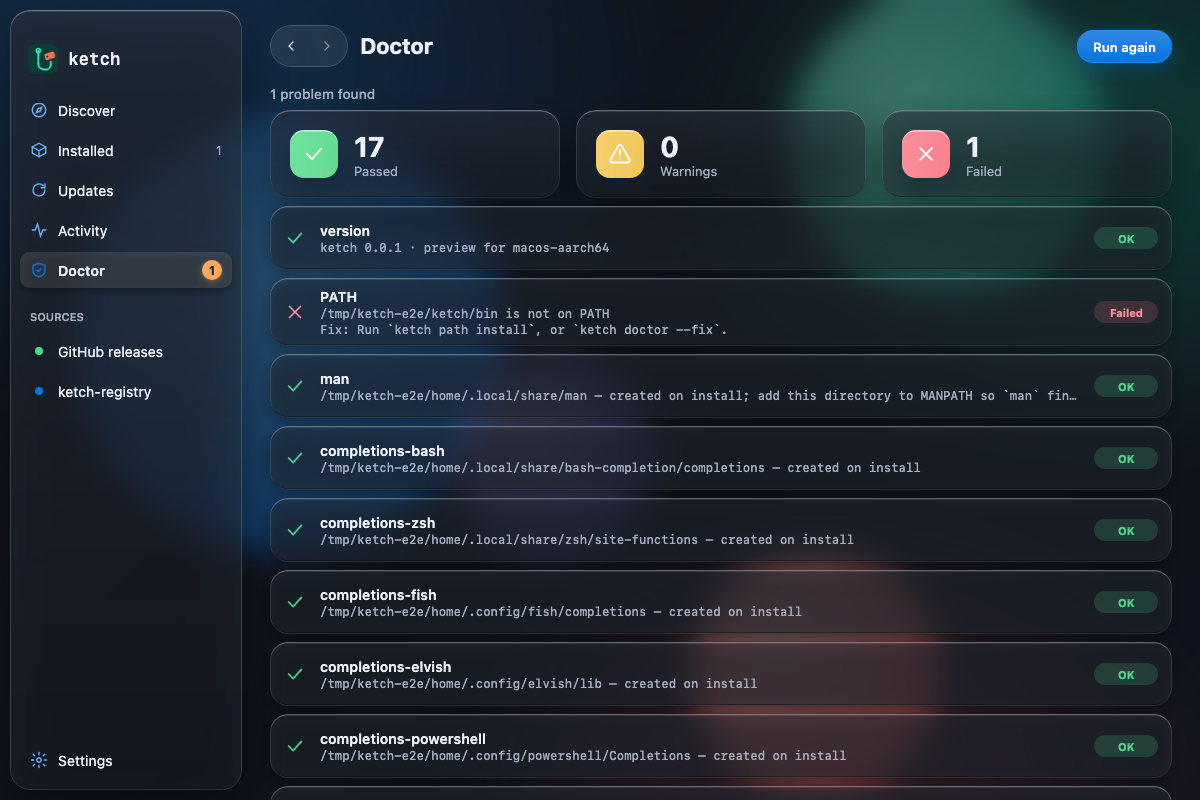 ketch
Discover
Installed 1
Updates
Activity
Doctor 1
SOURCES
GitHub releases
ketch-registry
Settings
Doctor
Run again
1 problem found
17
Passed
0
Warnings
1
Failed
version
ketch 0.0.1 · preview for macos-aarch64
OK
PATH
/tmp/ketch-e2e/ketch/bin is not on PATH
Fix: Run `ketch path install`, or `ketch doctor --fix`.
Failed
man
/tmp/ketch-e2e/home/.local/share/man — created on install; add this directory to MANPATH so `man` fin…
OK
completions-bash
/tmp/ketch-e2e/home/.local/share/bash-completion/completions — created on install
OK
completions-zsh
/tmp/ketch-e2e/home/.local/share/zsh/site-functions — created on install
OK
completions-fish
/tmp/ketch-e2e/home/.config/fish/completions — created on install
OK
completions-elvish
/tmp/ketch-e2e/home/.config/elvish/lib — created on install
OK
completions-powershell
/tmp/ketch-e2e/home/.config/powershell/Completions — created on install
OK